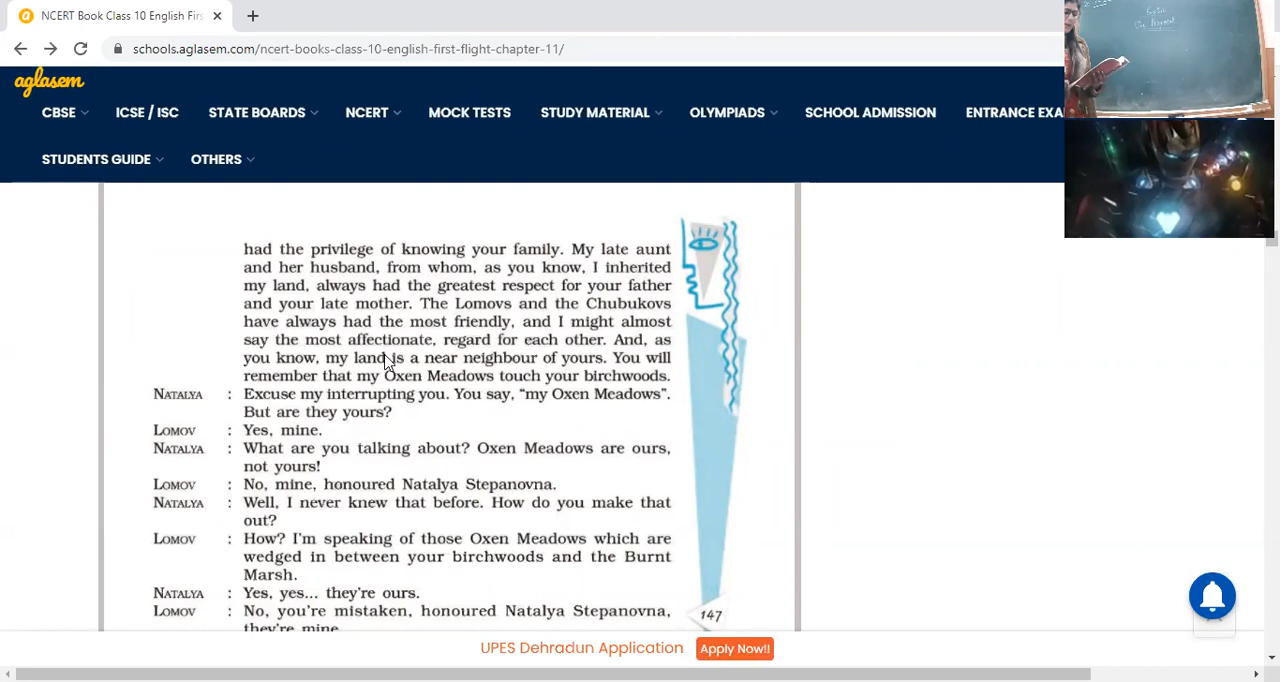 NCERT Book Class 10 English Firs
schools.aglasem.com/ncert-books-class-10-english-first-flight-chapter-11/
aglasem
CBSE ICSE / ISC STATE BOARDS NCERT MOCK TESTS STUDY MATERIAL OLYMPIADS SCHOOL ADMISSION ENTRANCE EXA
STUDENTS GUIDE OTHERS
had the privilege of knowing your family. My late aunt
and her husband, from whom, as you know, I inherited
my land, always had the greatest respect for your father
and your late mother. The Lomovs and the Chubukovs
have always had the most friendly, and I might almost
say the most affectionate, regard for each other. And, as
you know, my land is a near neighbour of yours. You will
remember that my Oxen Meadows touch your birchwoods.
NATALYA : Excuse my interrupting you. You say, “my Oxen Meadows”.
But are they yours?
LOMOV : Yes, mine.
NATALYA : What are you talking about? Oxen Meadows are ours,
not yours!
LOMOV : No, mine, honoured Natalya Stepanovna.
NATALYA : Well, I never knew that before. How do you make that
out?
LOMOV : How? I'm speaking of those Oxen Meadows which are
wedged in between your birchwoods and the Burnt
Marsh.
NATALYA : Yes, yes... they're ours.
LOMOV : No, you're mistaken, honoured Natalya Stepanovna,
they're mine.
147
UPES Dehradun Application Apply Now!!